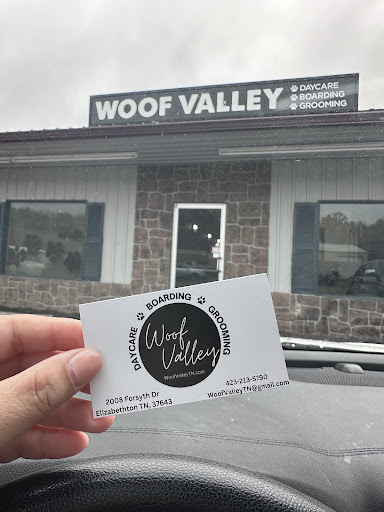 WOOF VALLEY
DAYCARE
BOARDING
GROOMING
DAYCARE BOARDING GROOMING
Woof
Valley
WoofValleyTN.com
2008 Forsyth Dr
Elizabethton TN, 37643
423-213-5790
WoofValleyTN@gmail.com